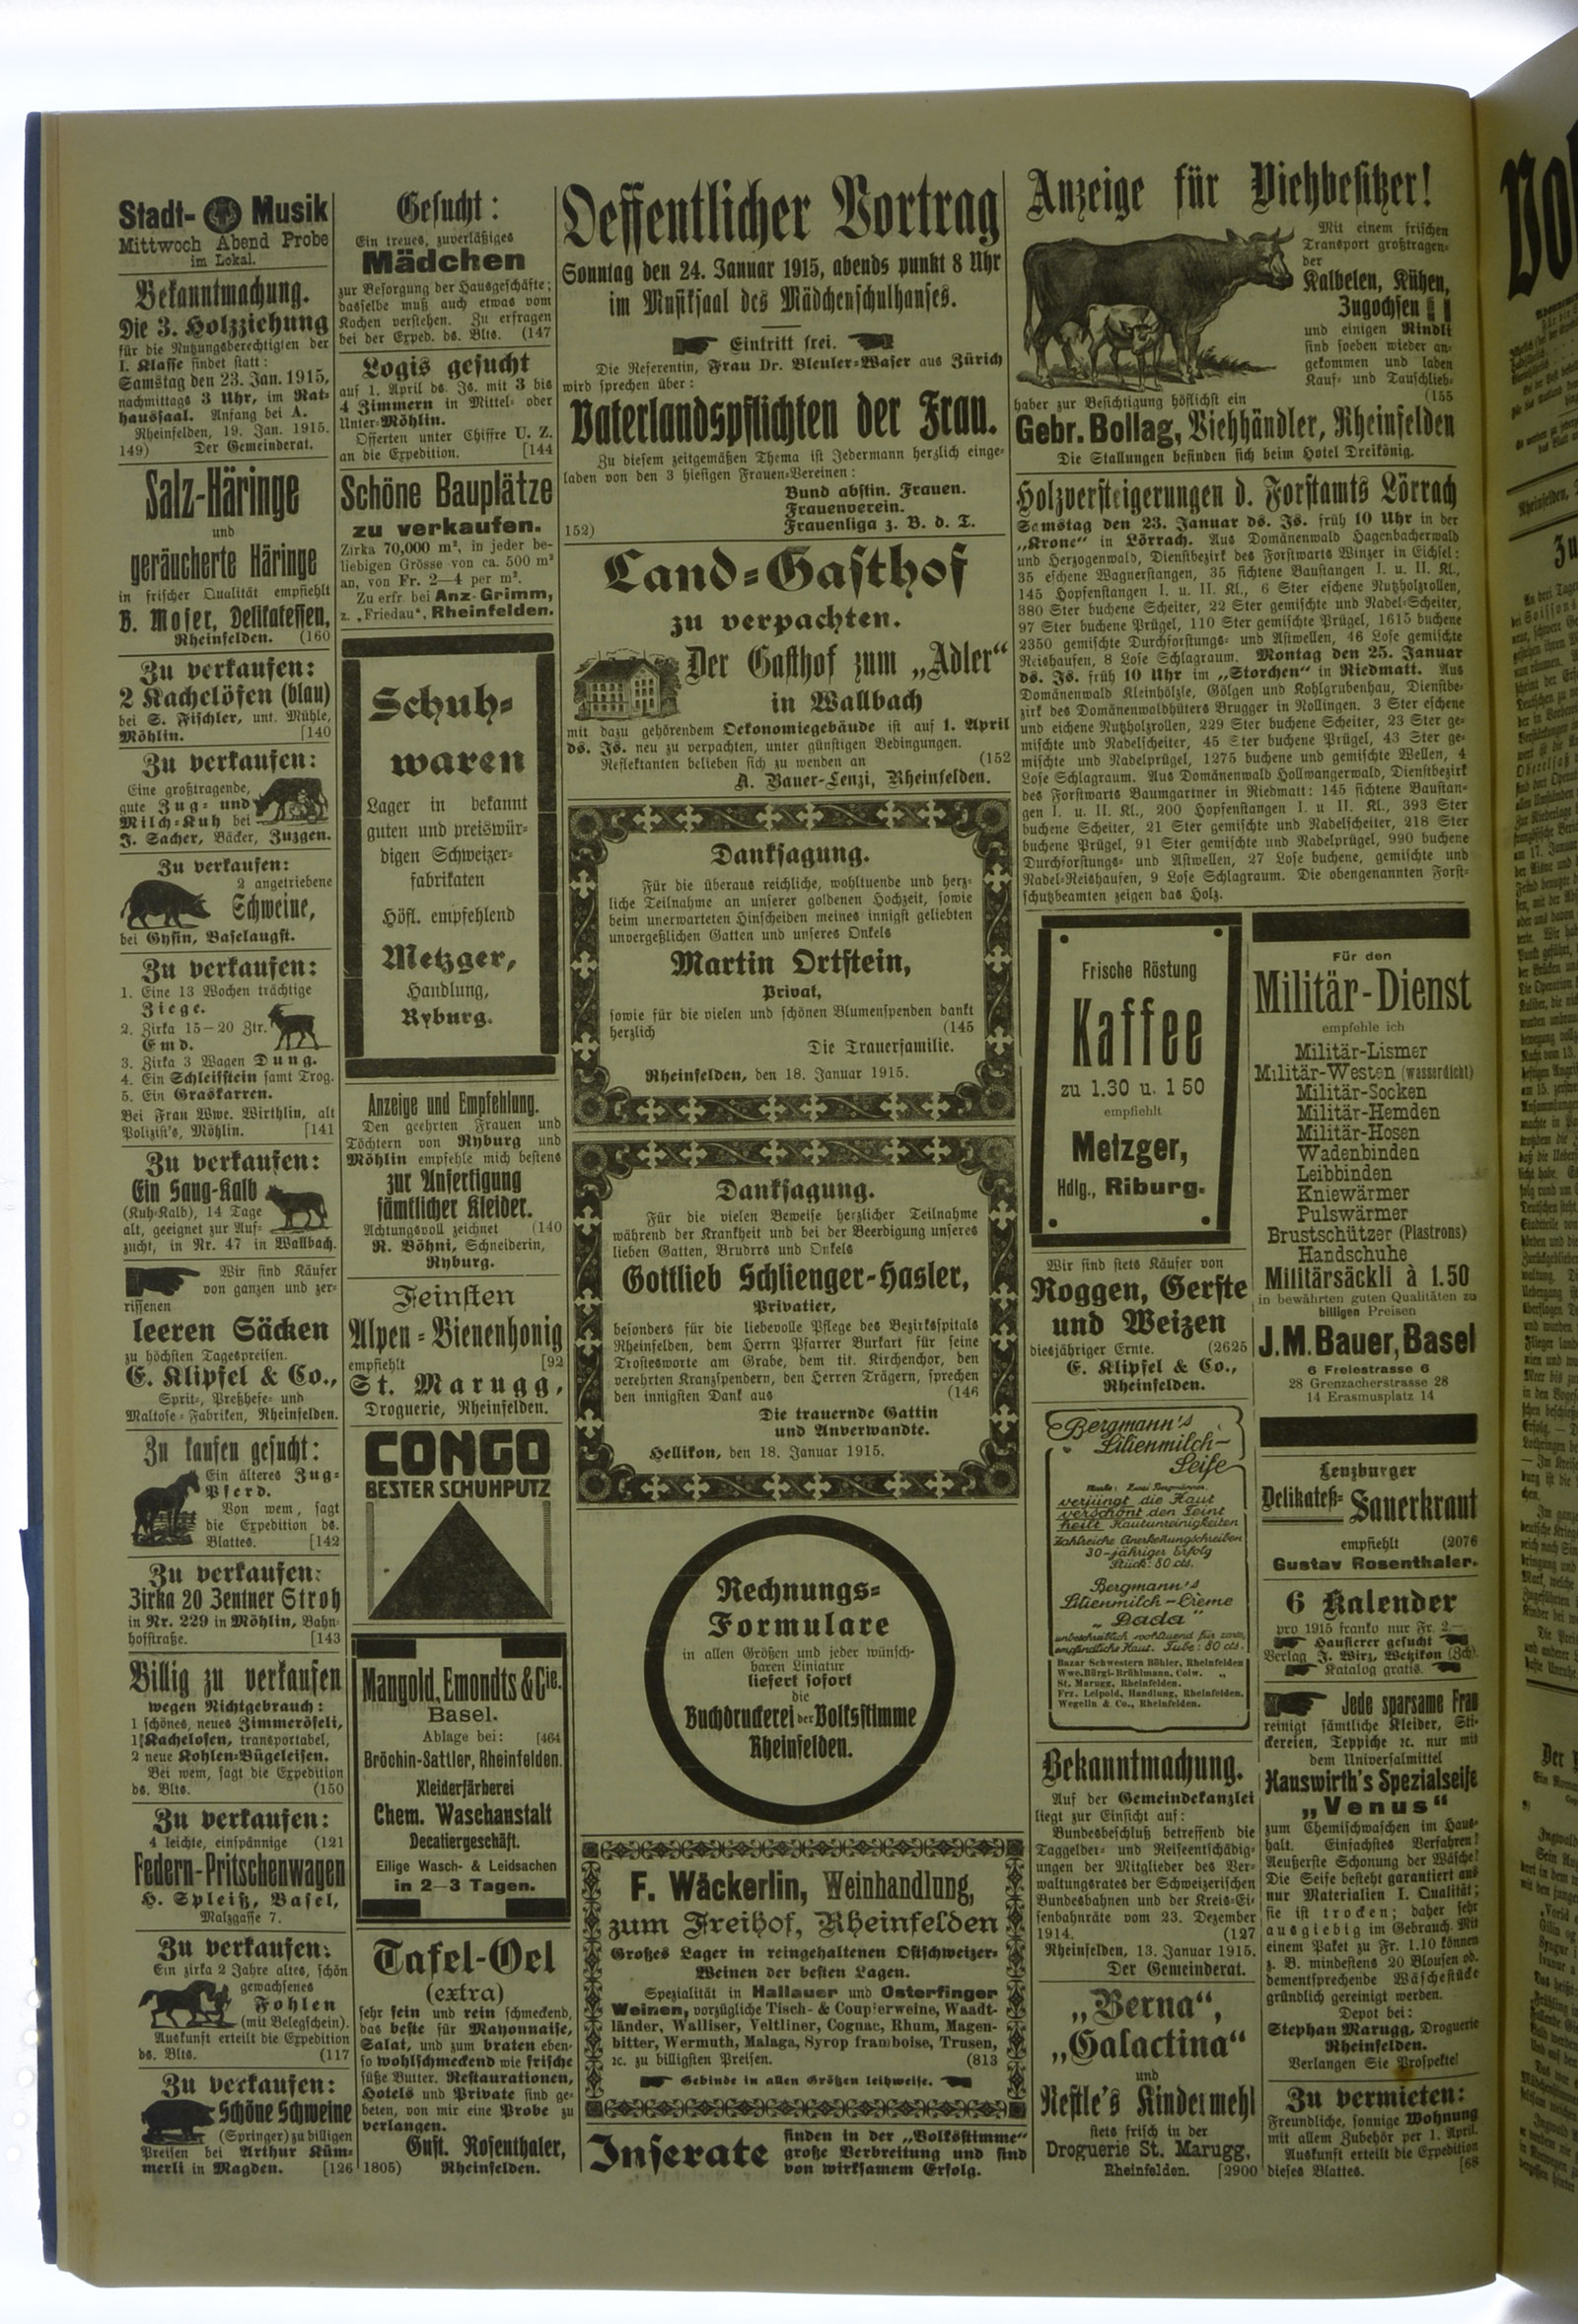 Stadt- Musik
Mittwoch Abend Probe
im Lokal.
Bekanntmachung.
Die 3. Holzziehung
für die Nutzungsberechtigten der
I. Klasse findet statt:
Samstag den 23. Jan. 1915,
nachmittags 3 Uhr, im Rat-
haussaal. Anfang bei A.
Rheinfelden, 19. Jan. 1915.
149) Der Gemeinderat.
Salz-Häringe
und
geräucherte Häringe
in frischer Qualität empfiehlt
B. Moser, Delikatessen,
Rheinfelden. (160
Zu verkaufen:
2 Kachelöfen (blau)
bei S. Fischler, unt. Mühle,
Möhlin. [140
Zu verkaufen:
Eine großtragende,
gute Zug- und
Milch-Kuh bei
J. Sacher, Bäcker, Zuzgen.
Zu verkaufen:
2 angetriebene
Schweine,
bei Gysin, Baselaugst.
Zu verkaufen:
1. Eine 13 Wochen trächtige
Ziege.
2. Zirka 15–20 Ztr.
Emd.
3. Zirka 3 Wagen Dung.
4. Ein Schleifstein samt Trog.
5. Ein Graskarren.
Bei Frau Wwe. Wirthlin, alt
Polizist's, Möhlin. [141
Zu verkaufen:
Ein Saug-Kalb
(Kuh-Kalb), 14 Tage
alt, geeignet zur Auf-
zucht, in Nr. 47 in Wallbach.
Wir sind Käufer
von ganzen und zer-
rissenen
leeren Säcken
zu höchsten Tagespreisen.
E. Klipfel & Co.,
Sprit-, Preßhefe- und
Maltose-Fabriken, Rheinfelden.
Zu kaufen gesucht:
Ein älteres Zug-
Pferd.
Von wem, sagt
die Expedition ds.
Blattes. [142
Zu verkaufen:
Zirka 20 Zentner Stroh
in Nr. 229 in Möhlin, Bahn-
hofstraße. [143
Billig zu verkaufen
wegen Nichtgebrauch:
1 schönes, neues Zimmeröfeli,
1 Kachelofen, transportabel,
2 neue Kohlen-Bügeleisen.
Bei wem, sagt die Expedition
ds. Blts. (150
Zu verkaufen:
4 leichte, einspännige (121
Federn-Pritschenwagen
H. Spleiß, Basel,
Malzgasse 7.
Zu verkaufen:
Ein zirka 2 Jahre altes, schön
gewachsenes
Fohlen
(mit Belegschein).
Auskunft erteilt die Expedition
ds. Blts. (117
Zu verkaufen:
Schöne Schweine
(Springer) zu billigen
Preisen bei Arthur Küm-
merli in Magden. [126
Gesucht:
Ein treues, zuverläßiges
Mädchen
zur Besorgung der Hausgeschäfte;
dasselbe muß auch etwas vom
Kochen verstehen. Zu erfragen
bei der Exped. ds. Blts. (147
Logis gesucht
auf 1. April ds. Js. mit 3 bis
4 Zimmern in Mittel- oder
Unter-Möhlin.
Offerten unter Chiffre U. Z.
an die Expedition. [144
Schöne Bauplätze
zu verkaufen.
Zirka 70,000 m², in jeder be-
liebigen Grösse von ca. 500 m²
an, von Fr. 2—4 per m².
Zu erfr. bei Anz-Grimm,
z. „Friedau“, Rheinfelden.
Schuh-
waren
Lager in bekannt
guten und preiswür-
digen Schweizer-
fabrikaten
Höfl. empfehlend
Metzger,
Handlung,
Ryburg.
Anzeige und Empfehlung.
Den geehrten Frauen und
Töchtern von Ryburg und
Möhlin empfehle mich bestens
zur Anfertigung
sämtlicher Kleider.
Achtungsvoll zeichnet (140
R. Böhni, Schneiderin,
Ryburg.
Feinsten
Alpen-Bienenhonig
empfiehlt [92
St. Marugg,
Droguerie, Rheinfelden.
CONGO
BESTER SCHUHPUTZ
Mangold, Emondts & Cie.
Basel.
Ablage bei: [464
Bröchin-Sattler, Rheinfelden.
Kleiderfärberei
Chem. Waschanstalt
Decatiergeschäft.
Eilige Wasch- & Leidsachen
in 2—3 Tagen.
Tafel-Oel
(extra)
sehr fein und rein schmeckend,
das beste für Mayonnaise,
Salat, und zum braten eben-
so wohlschmeckend wie frische
süße Butter. Restaurationen,
Hotels und Private sind ge-
beten, von mir eine Probe zu
verlangen.
Gust. Rosenthaler,
1805) Rheinfelden.
Oeffentlicher Vortrag
Sonntag den 24. Januar 1915, abends punkt 8 Uhr
im Musiksaal des Mädchenschulhauses.
Eintritt frei.
Die Referentin, Frau Dr. Bleuler-Waser aus Zürich
wird sprechen über:
Vaterlandspflichten der Frau.
Zu diesem zeitgemäßen Thema ist Jedermann herzlich einge-
laden von den 3 hiesigen Frauen-Vereinen:
Bund abstin. Frauen.
Frauenverein.
152) Frauenliga z. B. d. T.
Land-Gasthof
zu verpachten.
Der Gasthof zum „Adler“
in Wallbach
mit dazu gehörendem Oekonomiegebäude ist auf 1. April
ds. Js. neu zu verpachten, unter günstigen Bedingungen.
Reflektanten belieben sich zu wenden an (152
A. Bauer-Lenzi, Rheinfelden.
Danksagung.
Für die überaus reichliche, wohltuende und herz-
liche Teilnahme an unserer goldenen Hochzeit, sowie
beim unerwarteten Hinscheiden meines innigst geliebten
unvergeßlichen Gatten und unseres Onkels
Martin Ortstein,
Privat,
sowie für die vielen und schönen Blumenspenden dankt
herzlich (145
Die Trauerfamilie.
Rheinfelden, den 18. Januar 1915.
Danksagung.
Für die vielen Beweise herzlicher Teilnahme
während der Krankheit und bei der Beerdigung unseres
lieben Gatten, Brudrrs und Onkels
Gottlieb Schlienger-Hasler,
Privatier,
besonders für die liebevolle Pflege des Bezirksspitals
Rheinfelden, dem Herrn Pfarrer Burkart für seine
Trostesworte am Grabe, dem tit. Kirchenchor, den
verehrten Kranzspendern, den Herren Trägern, sprechen
den innigsten Dank aus (146
Die trauernde Gattin
und Anverwandte.
Hellikon, den 18. Januar 1915.
Rechnungs-
Formulare
in allen Größen und jeder wünsch-
baren Liniatur
liefert sofort
die
Buchdruckerei der Volksstimme
Rheinfelden.
F. Wäckerlin, Weinhandlung,
zum Freihof, Rheinfelden
Großes Lager in reingehaltenen Ostschweizer-
Weinen der besten Lagen.
Spezialität in Hallauer und Osterfinger
Weinen, vorzügliche Tisch- & Coupierweine, Waadt-
länder, Walliser, Veltliner, Cognac, Rhum, Magen-
bitter, Wermuth, Malaga, Syrop framboise, Trusen,
ꝛc. zu billigsten Preisen. (813
Gebinde in allen Größen leihweise.
Inserate
finden in der „Volksstimme“
große Verbreitung und sind
von wirksamem Erfolg.
Anzeige für Viehbesitzer!
Mit einem frischen
Transport großtragen-
der
Kalbelen, Kühen,
Zugochsen
und einigen Rindli
sind soeben wieder an-
gekommen und laden
Kauf- und Tauschlieb-
haber zur Besichtigung höflichst ein (155
Gebr. Bollag, Viehhändler, Rheinfelden
Die Stallungen befinden sich beim Hotel Dreikönig.
Holzversteigerungen d. Forstamts Lörrach
Samstag den 23. Januar ds. Js. früh 10 Uhr in der
„Krone“ in Lörrach. Aus Domänenwald Hagenbacherwald
und Herzogenwald, Dienstbezirk des Forstwarts Winzer in Eichsel:
35 eschene Wagnerstangen, 35 fichtene Baustangen I. u. II. Kl.,
145 Hopfenstangen I. u. II. Kl., 6 Ster eschene Nutzholzrollen,
380 Ster buchene Scheiter, 22 Ster gemischte und Nadel-Scheiter,
97 Ster buchene Prügel, 110 Ster gemischte Prügel, 1615 buchene
2350 gemischte Durchforstungs- und Astwellen, 46 Lose gemischte
Reishaufen, 8 Lose Schlagraum. Montag den 25. Januar
ds. Js. früh 10 Uhr im „Storchen“ in Riedmatt. Aus
Domänenwald Kleinhölzle, Gölgen und Kohlgrubenhau, Dienstbe-
zirk des Domänenwaldhüters Brugger in Nollingen. 3 Ster eschene
und eichene Nutzholzrollen, 229 Ster buchene Scheiter, 23 Ster ge-
mischte und Nadelscheiter, 45 Ster buchene Prügel, 43 Ster ge-
mischte und Nadelprügel, 1275 buchene und gemischte Wellen, 4
Lose Schlagraum. Aus Domänenwald Hollwangerwald, Dienstbezirk
des Forstwarts Baumgartner in Riedmatt: 145 fichtene Baustan-
gen I. u. II. Kl., 200 Hopfenstangen I. u II. Kl., 393 Ster
buchene Scheiter, 21 Ster gemischte und Nadelscheiter, 218 Ster
buchene Prügel, 91 Ster gemischte und Nadelprügel, 990 buchene
Durchforstungs- und Astwellen, 27 Lose buchene, gemischte und
Nadel-Reishaufen, 9 Lose Schlagraum. Die obengenannten Forst-
schutzbeamten zeigen das Holz.
Frische Röstung
Kaffee
zu 1.30 u. 1 50
empfiehlt
Metzger,
Hdlg., Riburg.
Wir sind stets Käufer von
Roggen, Gerste
und Weizen
diesjähriger Ernte. (2625
E. Klipfel & Co.,
Rheinfelden.
Bergmann's
Lilienmilch-
Seife
Marke: Zwei Bergmänner.
verjüngt die Haut
verschönt den Teint
heilt Hautunreinigkeiten
Zahlreiche Anerkennungsschreiben
30-jähriger Erfolg
Stück: 80 cts.
Bergmann's
Lilienmilch-Crème
„Dada“
unbeschreiblich wohltuend für zarte,
empfindliche Haut. Tube: 80 cts.
Bazar Schwestern Böhler, Rheinfelden
Wwe. Bürgi-Brühlmann, Colw. „
St. Marugg, Rheinfelden.
Frz. Leipold, Handlung, Rheinfelden.
Wegelin & Co., Rheinfelden.
Bekanntmachung.
Auf der Gemeindekanzlei
liegt zur Einsicht auf:
Bundesbeschluß betreffend die
Taggelder- und Reiseentschädig-
ungen der Mitglieder des Ver-
waltungsrates der Schweizerischen
Bundesbahnen und der Kreis-Ei-
senbahnräte vom 23. Dezember
1914. (127
Rheinfelden, 13. Januar 1915.
Der Gemeinderat.
„Berna“,
„Galactina“
und
Nestle's Kindermehl
stets frisch in der
Droguerie St. Marugg,
Rheinfelden. [2900
Für den
Militär-Dienst
empfehle ich
Militär-Lismer
Militär-Westen (wasserdicht)
Militär-Socken
Militär-Hemden
Militär-Hosen
Wadenbinden
Leibbinden
Kniewärmer
Pulswärmer
Brustschützer (Plastrons)
Handschuhe
Militärsäckli à 1.50
in bewährten guten Qualitäten zu
billigen Preisen
J. M. Bauer, Basel
6 Freiestrasse 6
28 Grenzacherstrasse 28
14 Erasmusplatz 14
Lenzburger
Delikateß- Sauerkraut
empfiehlt (2076
Gustav Rosenthaler.
6 Kalender
pro 1915 franko nur Fr. 2.—
Hausierer gesucht
Verlag J. Wirz, Wetzikon (Zch).
Katalog gratis.
Jede sparsame Frau
reinigt sämtliche Kleider, Sti-
ckereien, Teppiche ꝛc. nur mit
dem Universalmittel
Hauswirth's Spezialseife
„Venus“
zum Chemischwaschen im Haus-
halt. Einfachstes Verfahren!
Aeußerste Schonung der Wäsche!
Die Seife besteht garantiert aus
nur Materialien I. Qualität;
sie ist trocken; daher sehr
ausgiebig im Gebrauch. Mit
einem Paket zu Fr. 1.10 können
z. B. mindestens 20 Blousen od.
dementsprechende Wäschestücke
gründlich gereinigt werden.
Depot bei:
Stephan Marugg, Droguerie
Rheinfelden.
Verlangen Sie Prospekte!
Zu vermieten:
Freundliche, sonnige Wohnung
mit allem Zubehör per 1. April.
Auskunft erteilt die Expedition
dieses Blattes. [68